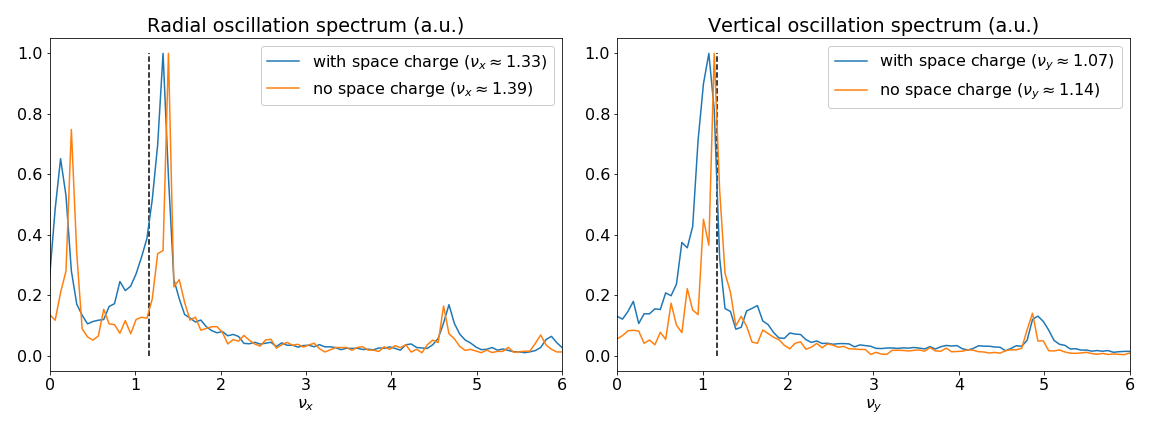 Radial oscillation spectrum (a.u.)
1.0
0.8
0.6
0.4
0.2
0.0
with space charge (νₓ ≈ 1.33)
no space charge (νₓ ≈ 1.39)
0 1 2 3 4 5 6
νₓ
Vertical oscillation spectrum (a.u.)
1.0
0.8
0.6
0.4
0.2
0.0
with space charge (ν_y ≈ 1.07)
no space charge (ν_y ≈ 1.14)
0 1 2 3 4 5 6
ν_y